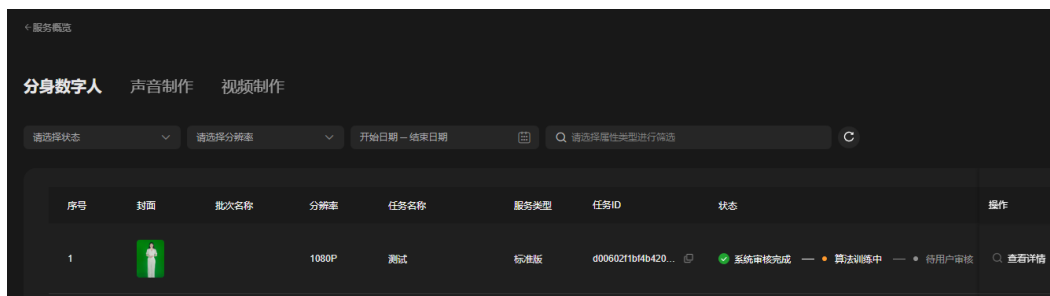 ←服务概览
分身数字人 声音制作 视频制作
请选择状态 请选择分辨率 开始日期 – 结束日期 请选择属性类型进行筛选
序号 封面 批次名称 分辨率 任务名称 服务类型 任务ID 状态 操作
1 1080P 测试 标准版 d00602f1bf4b420... 系统审核完成 算法训练中 待用户审核 查看详情